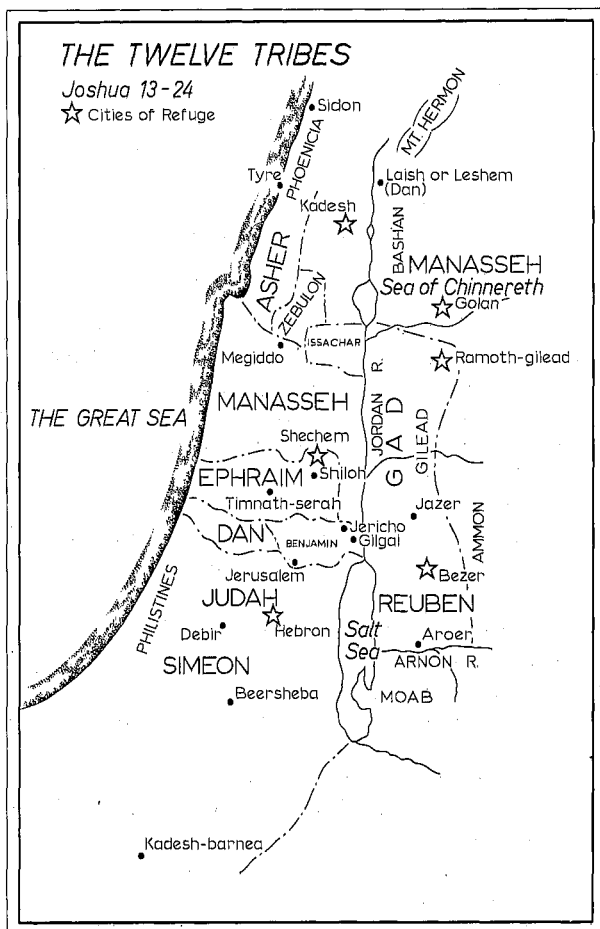 THE TWELVE TRIBES
Joshua 13-24
☆ Cities of Refuge
Sidon
MT. HERMON
PHOENICIA
Tyre
Laish or Leshem
(Dan)
Kadesh
BASHAN
ASHER
MANASSEH
Sea of Chinnereth
Golan
ZEBULON
ISSACHAR
Megiddo
Ramoth-gilead
JORDAN R.
MANASSEH
THE GREAT SEA
GAD
GILEAD
Shechem
EPHRAIM
Shiloh
Timnath-serah
Jazer
DAN
Jericho
BENJAMIN
Gilgal
AMMON
Jerusalem
Bezer
PHILISTINES
JUDAH
REUBEN
Hebron
Debir
Salt
Sea
Aroer
SIMEON
ARNON R.
Beersheba
MOAB
Kadesh-barnea